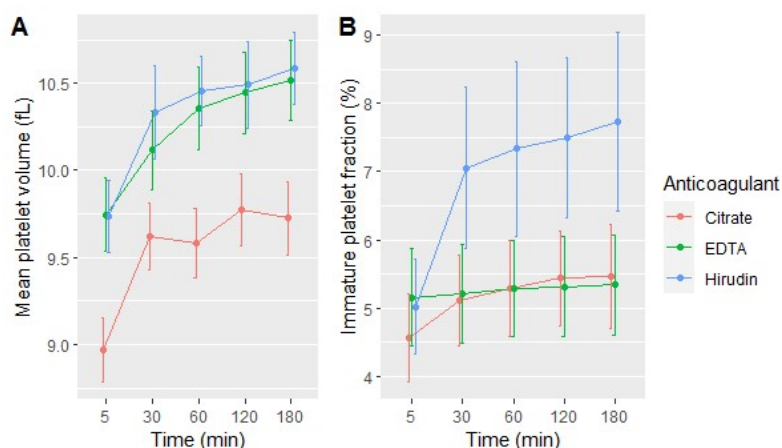 A
Mean platelet volume (fL)
10.5
10.0
9.5
9.0
5 30 60 120 180
Time (min)
B
Immature platelet fraction (%)
9
8
7
6
5
4
5 30 60 120 180
Time (min)
Anticoagulant
Citrate
EDTA
Hirudin